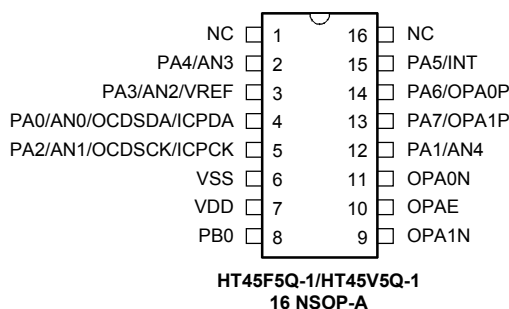 NC 1 16 NC
PA4/AN3 2 15 PA5/INT
PA3/AN2/VREF 3 14 PA6/OPA0P
PA0/AN0/OCDSDA/ICPDA 4 13 PA7/OPA1P
PA2/AN1/OCDSCK/ICPCK 5 12 PA1/AN4
VSS 6 11 OPA0N
VDD 7 10 OPAE
PB0 8 9 OPA1N
HT45F5Q-1/HT45V5Q-1
16 NSOP-A